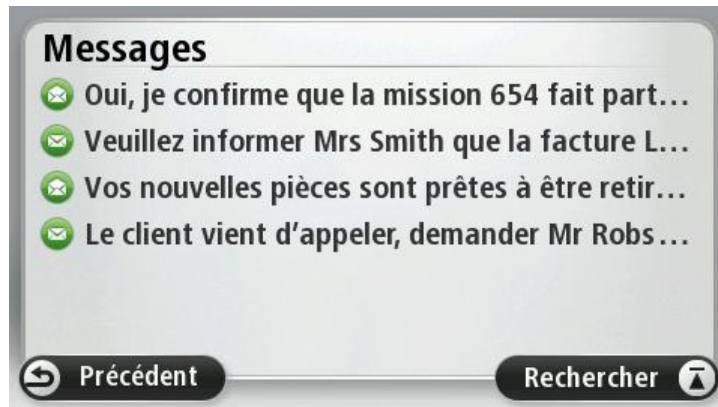 Messages
Oui, je confirme que la mission 654 fait part...
Veuillez informer Mrs Smith que la facture L...
Vos nouvelles pièces sont prêtes à être retir...
Le client vient d'appeler, demander Mr Robs...
Précédent
Rechercher